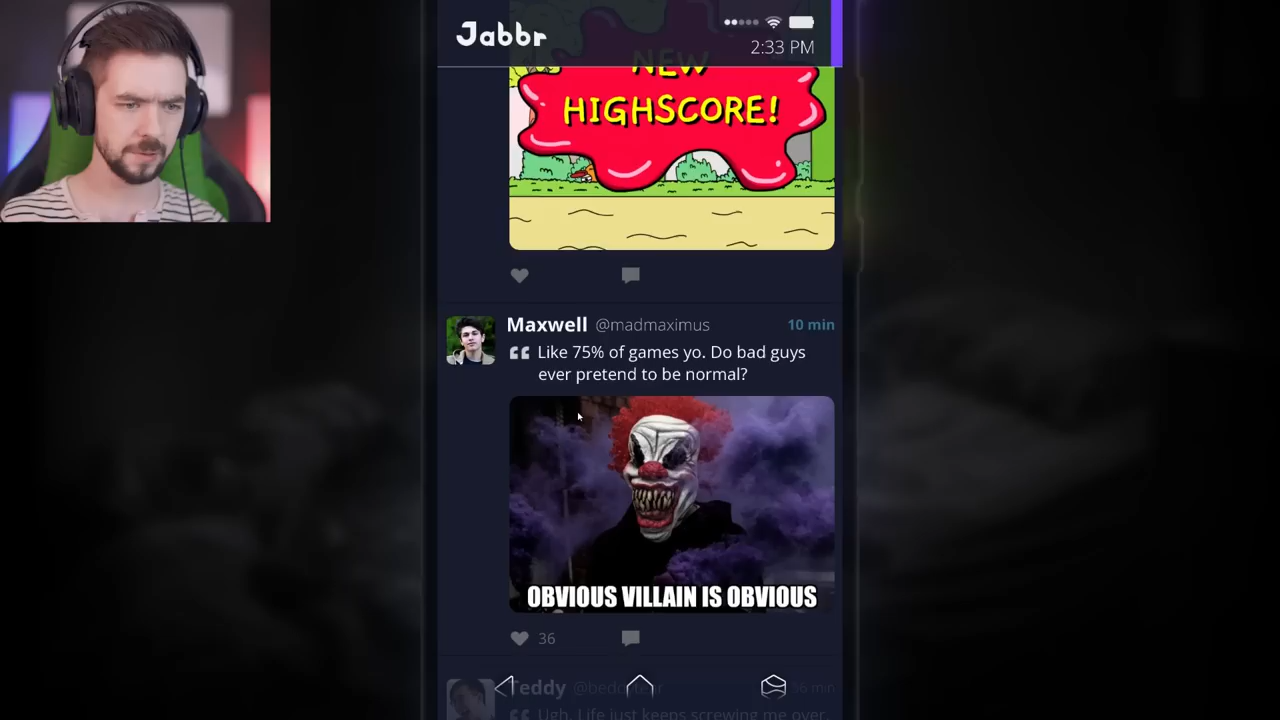 Jabbr
2:33 PM
NEW
HIGHSCORE!
Maxwell @madmaximus 10 min
Like 75% of games yo. Do bad guys
ever pretend to be normal?
OBVIOUS VILLAIN IS OBVIOUS
36
Teddy
Ugh. Life just keeps screwing me over.